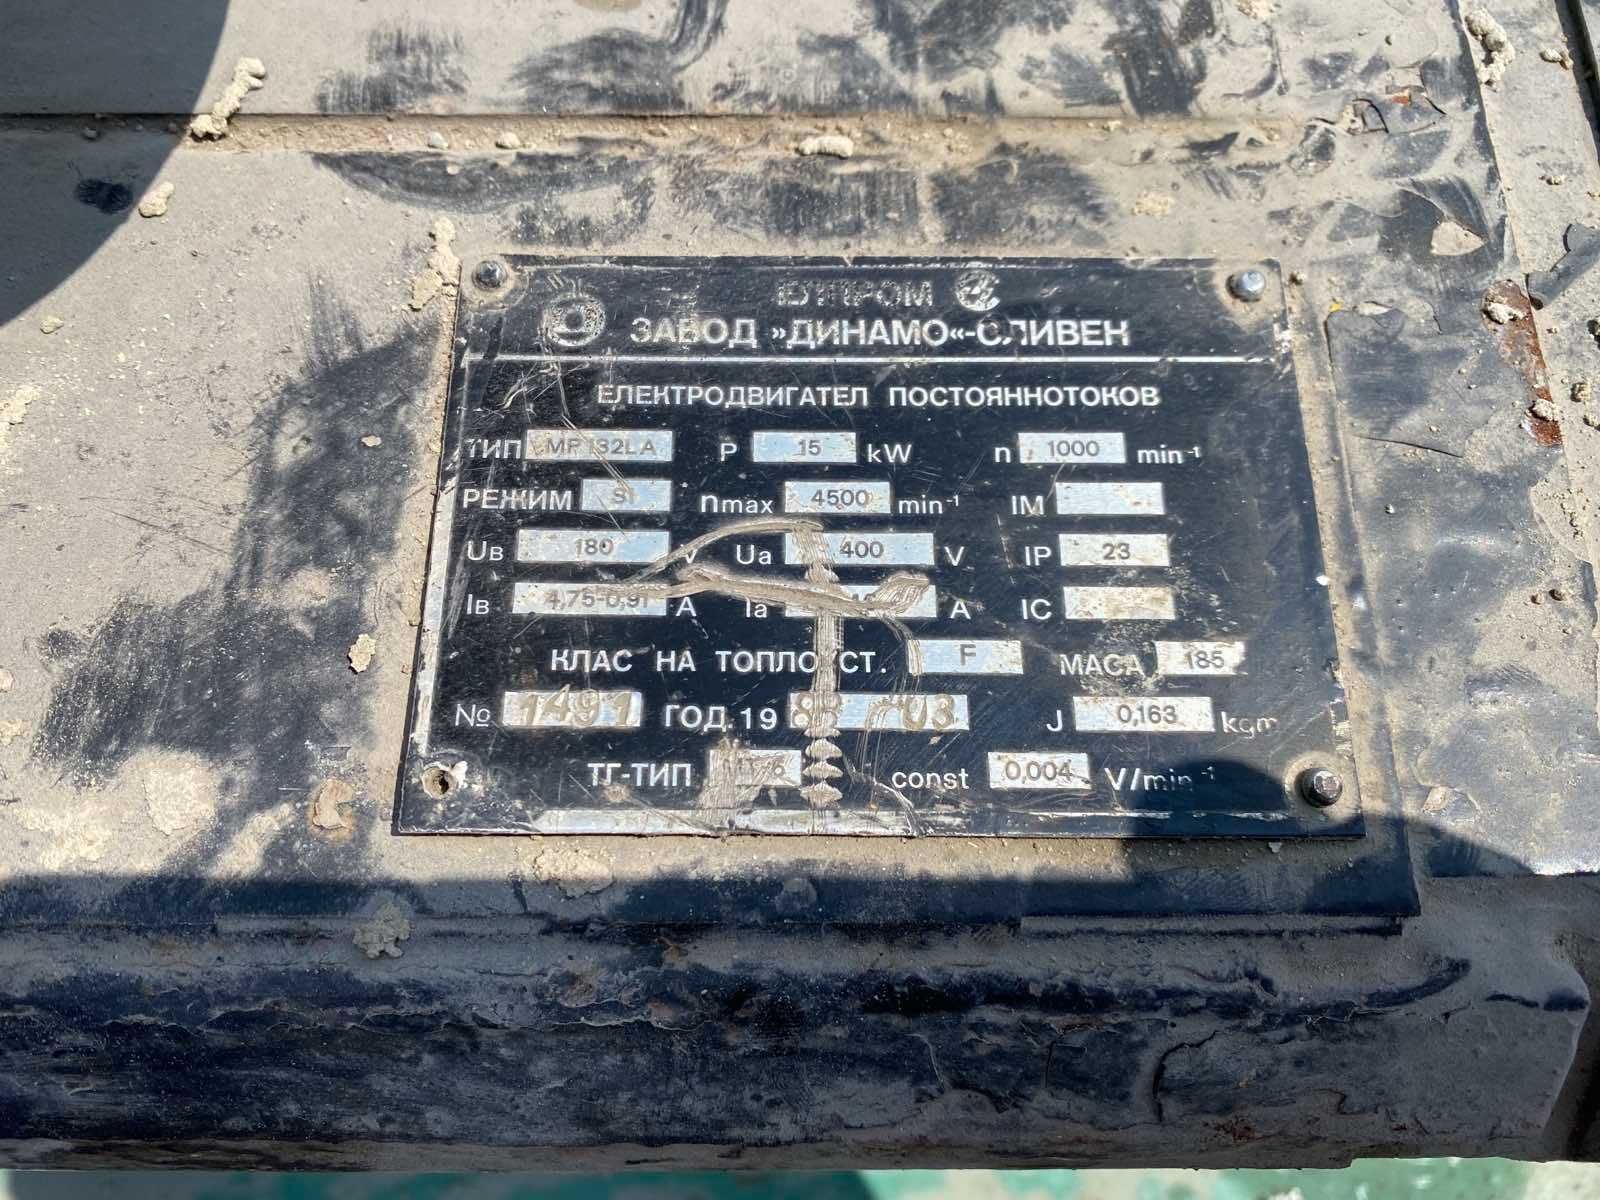 ЕЛПРОМ
ЗАВОД »ДИНАМО«-СЛИВЕН
ЕЛЕКТРОДВИГАТЕЛ ПОСТОЯННОТОКОВ
ТИП MP132LA P 15 kW n 1000 min⁻¹
РЕЖИМ S1 nmax 4500 min⁻¹ IM
Uв 180 V Ua 400 V IP 23
Iв 4,75-0,91 A Ia A IC
КЛАС НА ТОПЛОУСТ. F МАСА 185
№ 1491 ГОД. 19 88 - 03 J 0,163 kgm
ТГ-ТИП const 0,004 V/min⁻¹